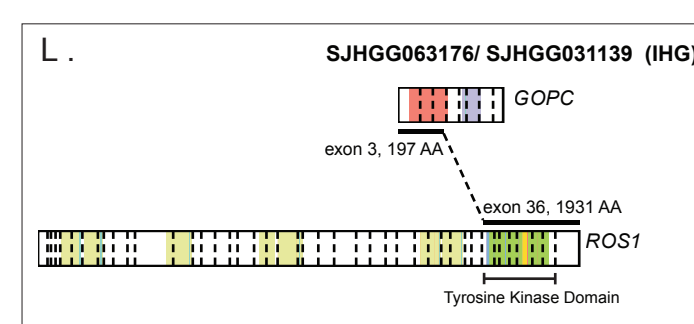 L .
SJHGG063176/ SJHGG031139 (IHG)
GOPC
exon 3, 197 AA
exon 36, 1931 AA
ROS1
Tyrosine Kinase Domain